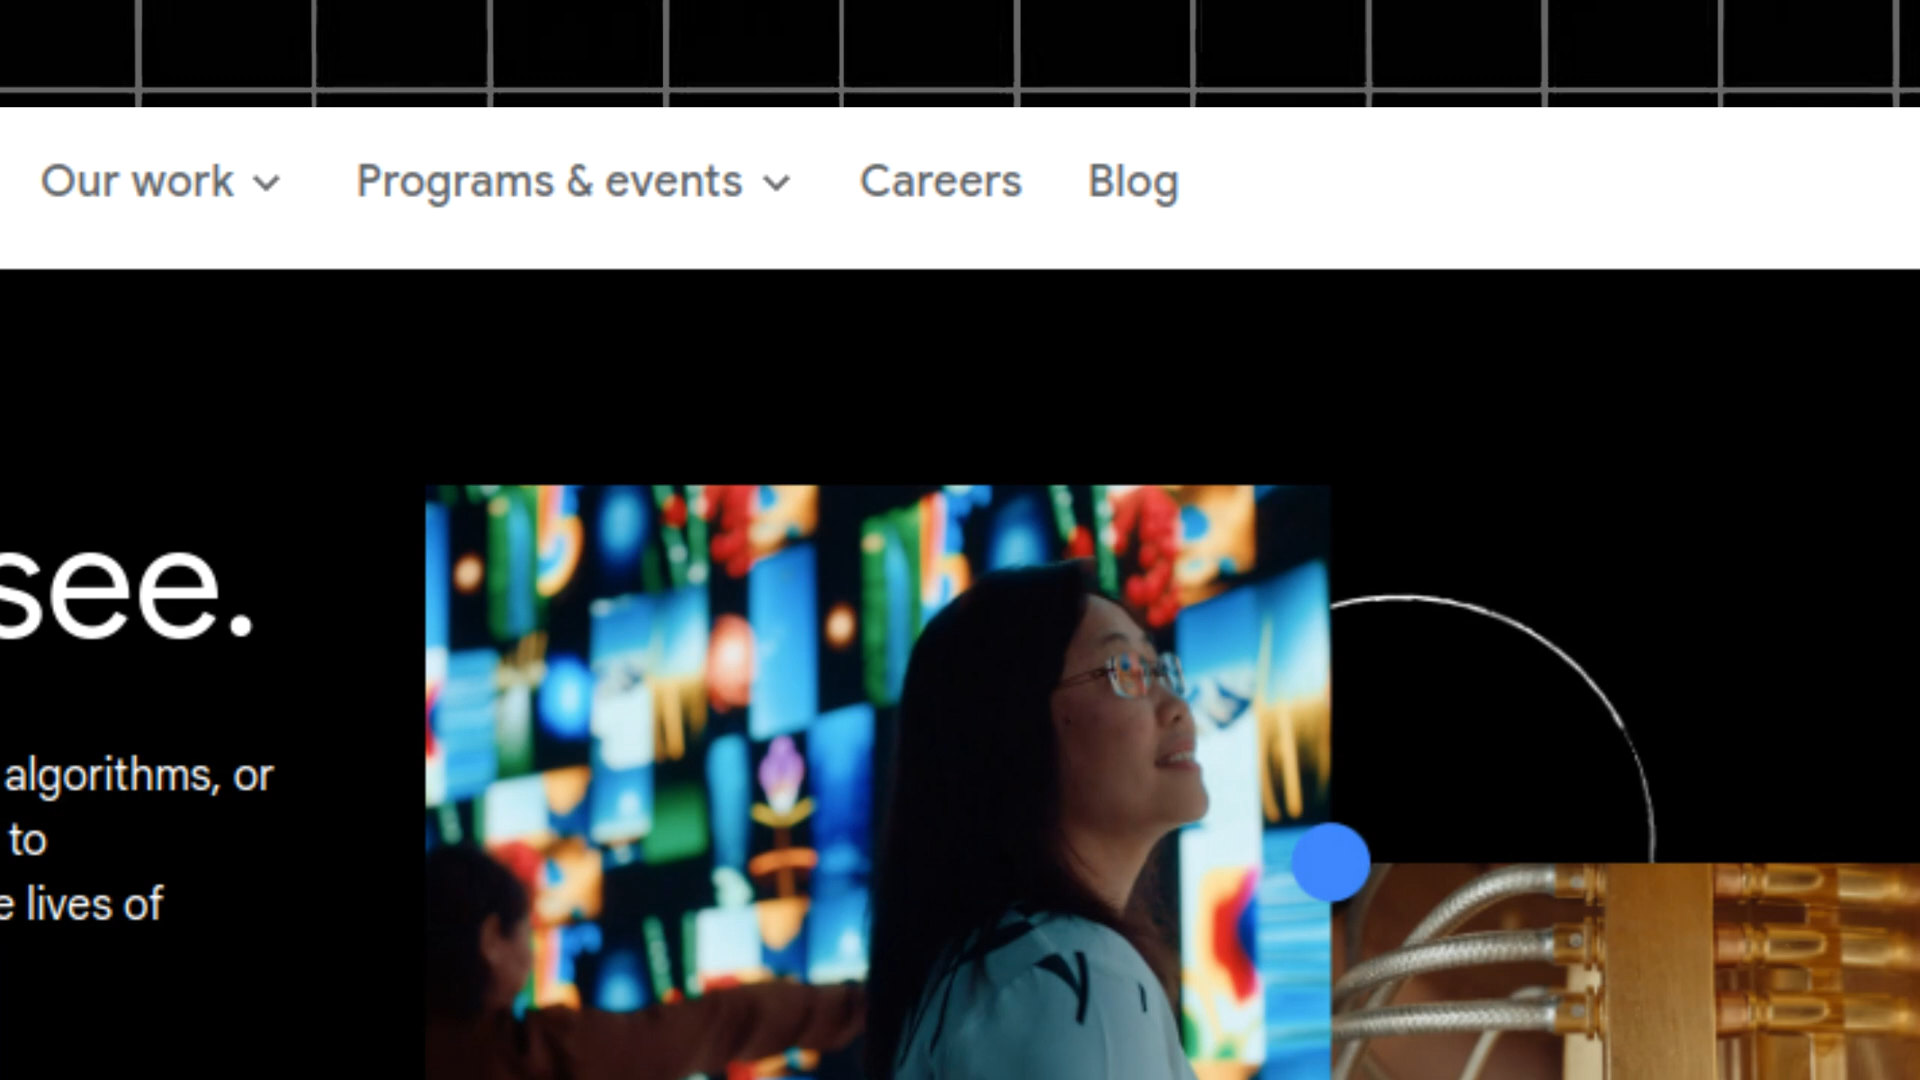 Our work
Programs & events
Careers
Blog
see.
algorithms, or
to
lives of